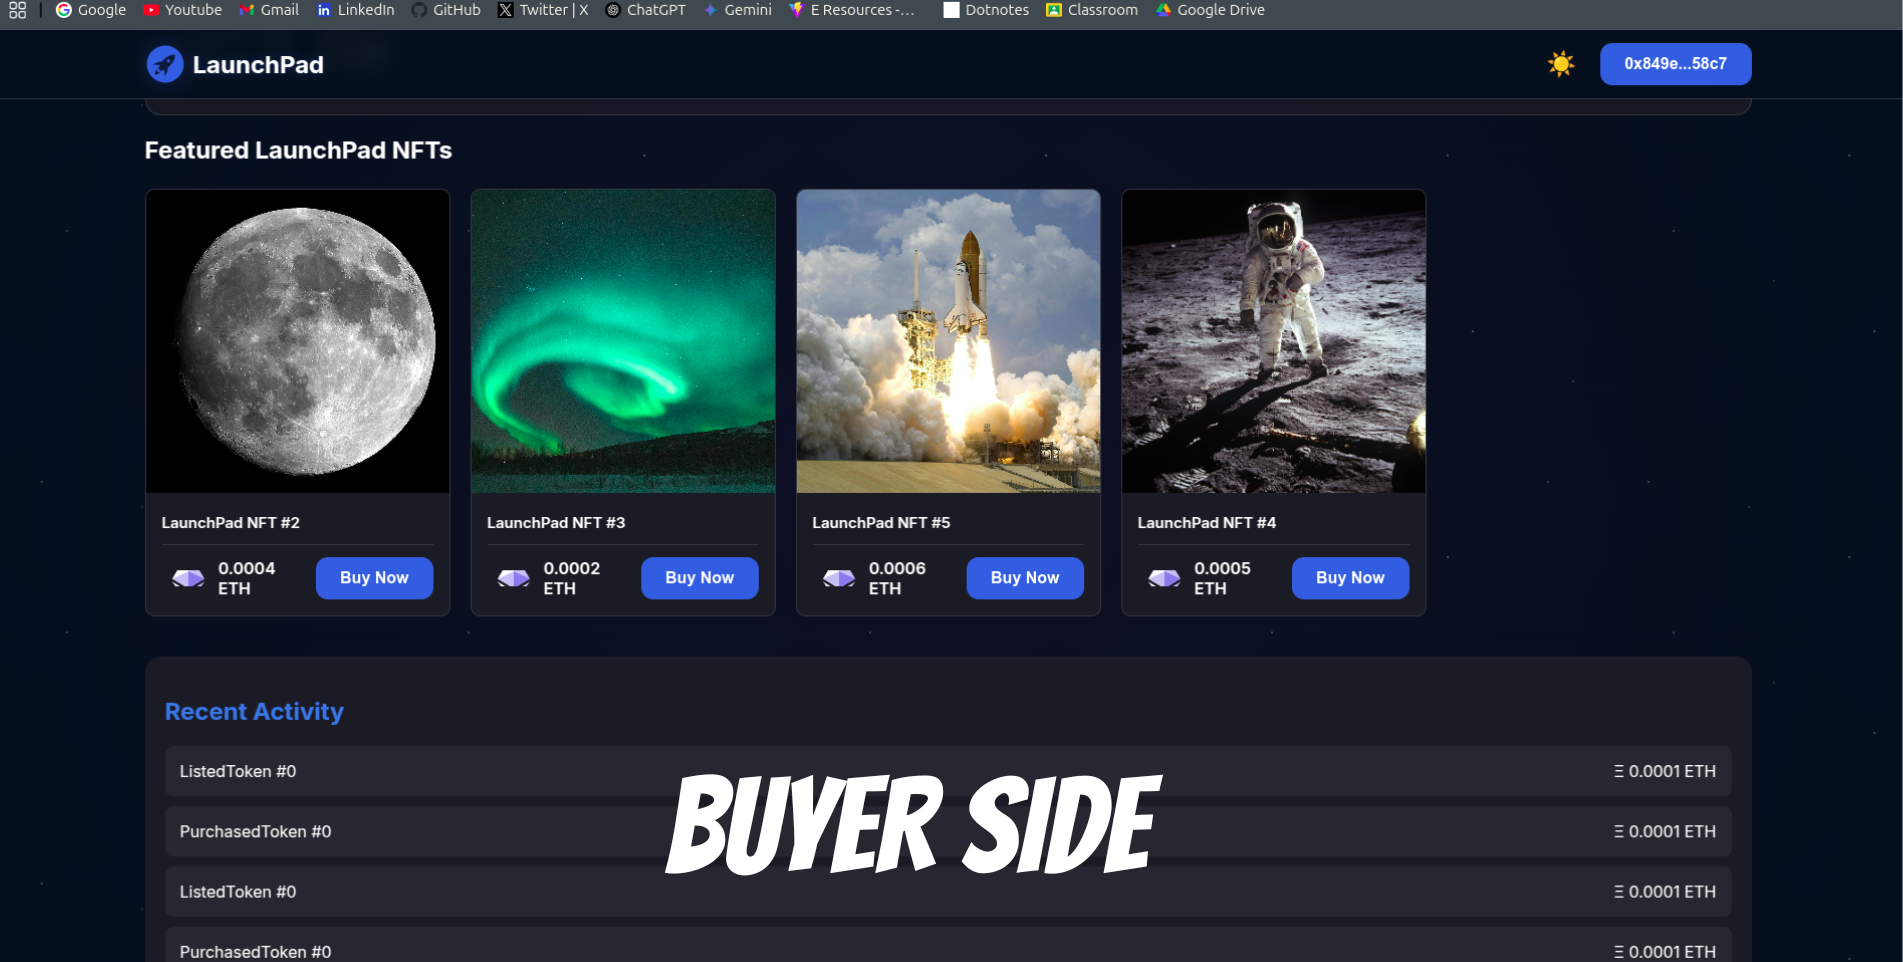 Google Youtube Gmail LinkedIn GitHub Twitter | X ChatGPT Gemini E Resources -... Dotnotes Classroom Google Drive
LaunchPad
0x849e...58c7
Featured LaunchPad NFTs
LaunchPad NFT #2
0.0004
ETH
Buy Now
LaunchPad NFT #3
0.0002
ETH
Buy Now
LaunchPad NFT #5
0.0006
ETH
Buy Now
LaunchPad NFT #4
0.0005
ETH
Buy Now
Recent Activity
ListedToken #0 Ξ 0.0001 ETH
PurchasedToken #0 Ξ 0.0001 ETH
BUYER SIDE
ListedToken #0 Ξ 0.0001 ETH
PurchasedToken #0 Ξ 0.0001 ETH